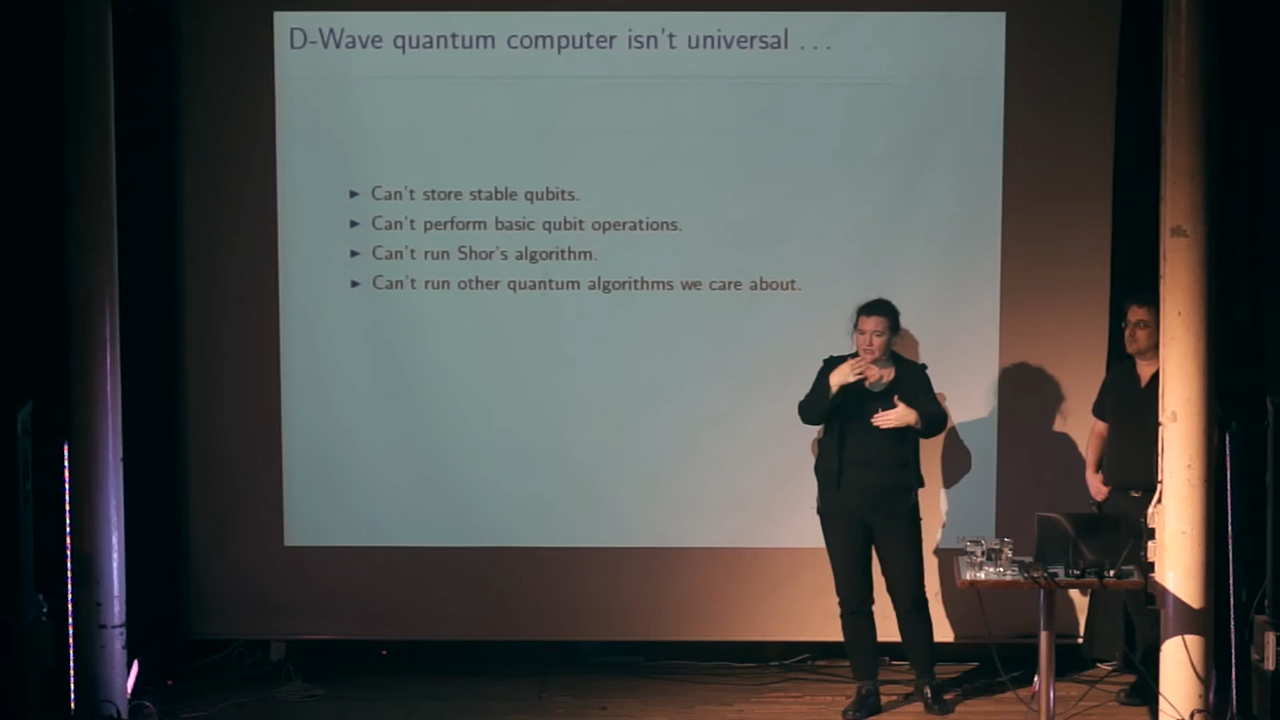 D-Wave quantum computer isn't universal ...
► Can't store stable qubits.
► Can't perform basic qubit operations.
► Can't run Shor's algorithm.
► Can't run other quantum algorithms we care about.